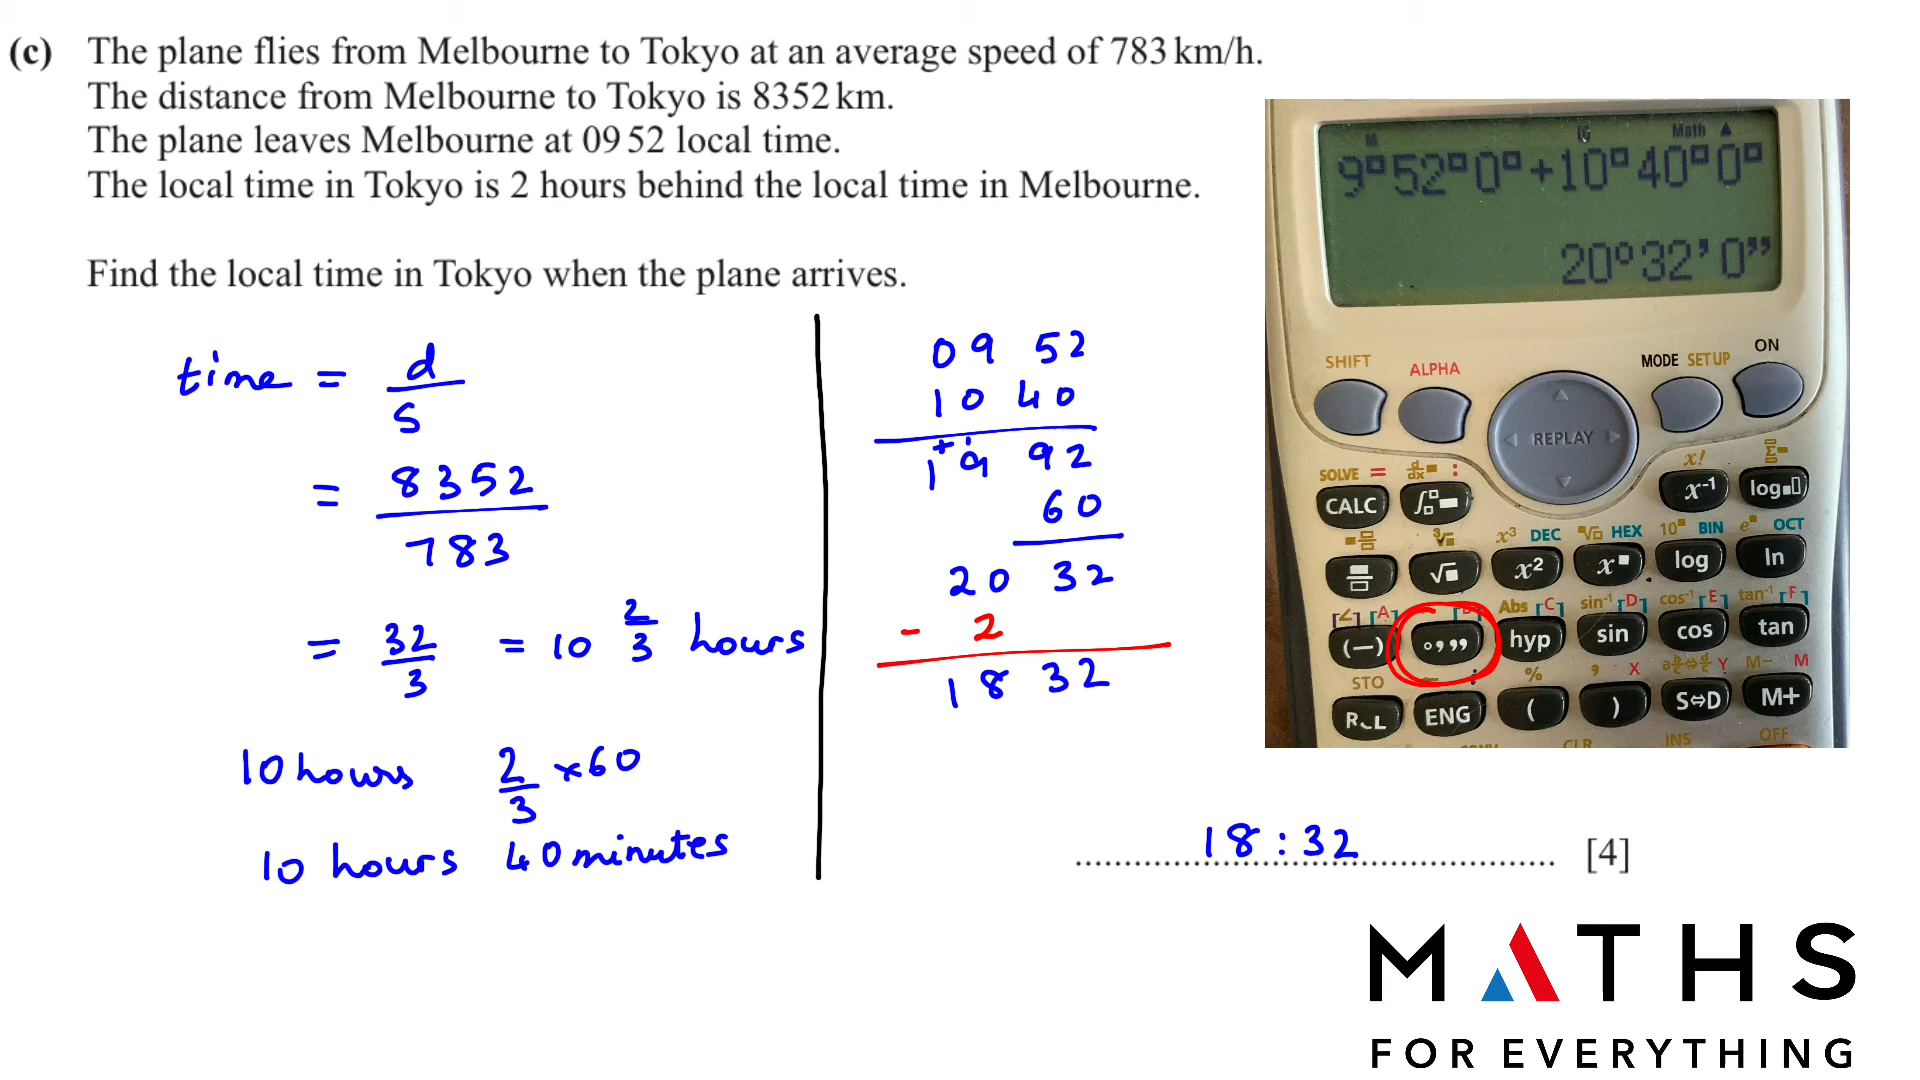 (c) The plane flies from Melbourne to Tokyo at an average speed of 783 km/h.
The distance from Melbourne to Tokyo is 8352 km.
The plane leaves Melbourne at 09 52 local time.
The local time in Tokyo is 2 hours behind the local time in Melbourne.
Find the local time in Tokyo when the plane arrives.
time = d/s
= 8352/783
= 32/3 = 10 2/3 hours
10 hours 2/3 × 60
10 hours 40 minutes
09 52
10 40
+
19 92
60
20 32
- 2
18 32
18:32 [4]
M Math ▲
9°52°0°+10°40°0°
20°32’0”
SHIFT ALPHA MODE SETUP ON
REPLAY
SOLVE = d/dx :  x!
CALC x⁻¹ log
x³ DEC HEX 10 BIN e OCT
√ x² x log ln
Abs [C] sin⁻¹ [D] cos⁻¹ [E] tan⁻¹ [F]
(−) ° ’ ” hyp sin cos tan
STO ← % , X Y M− M
RCL ENG ( ) S⇔D M+
CLR INS OFF
MATHS
FOR EVERYTHING